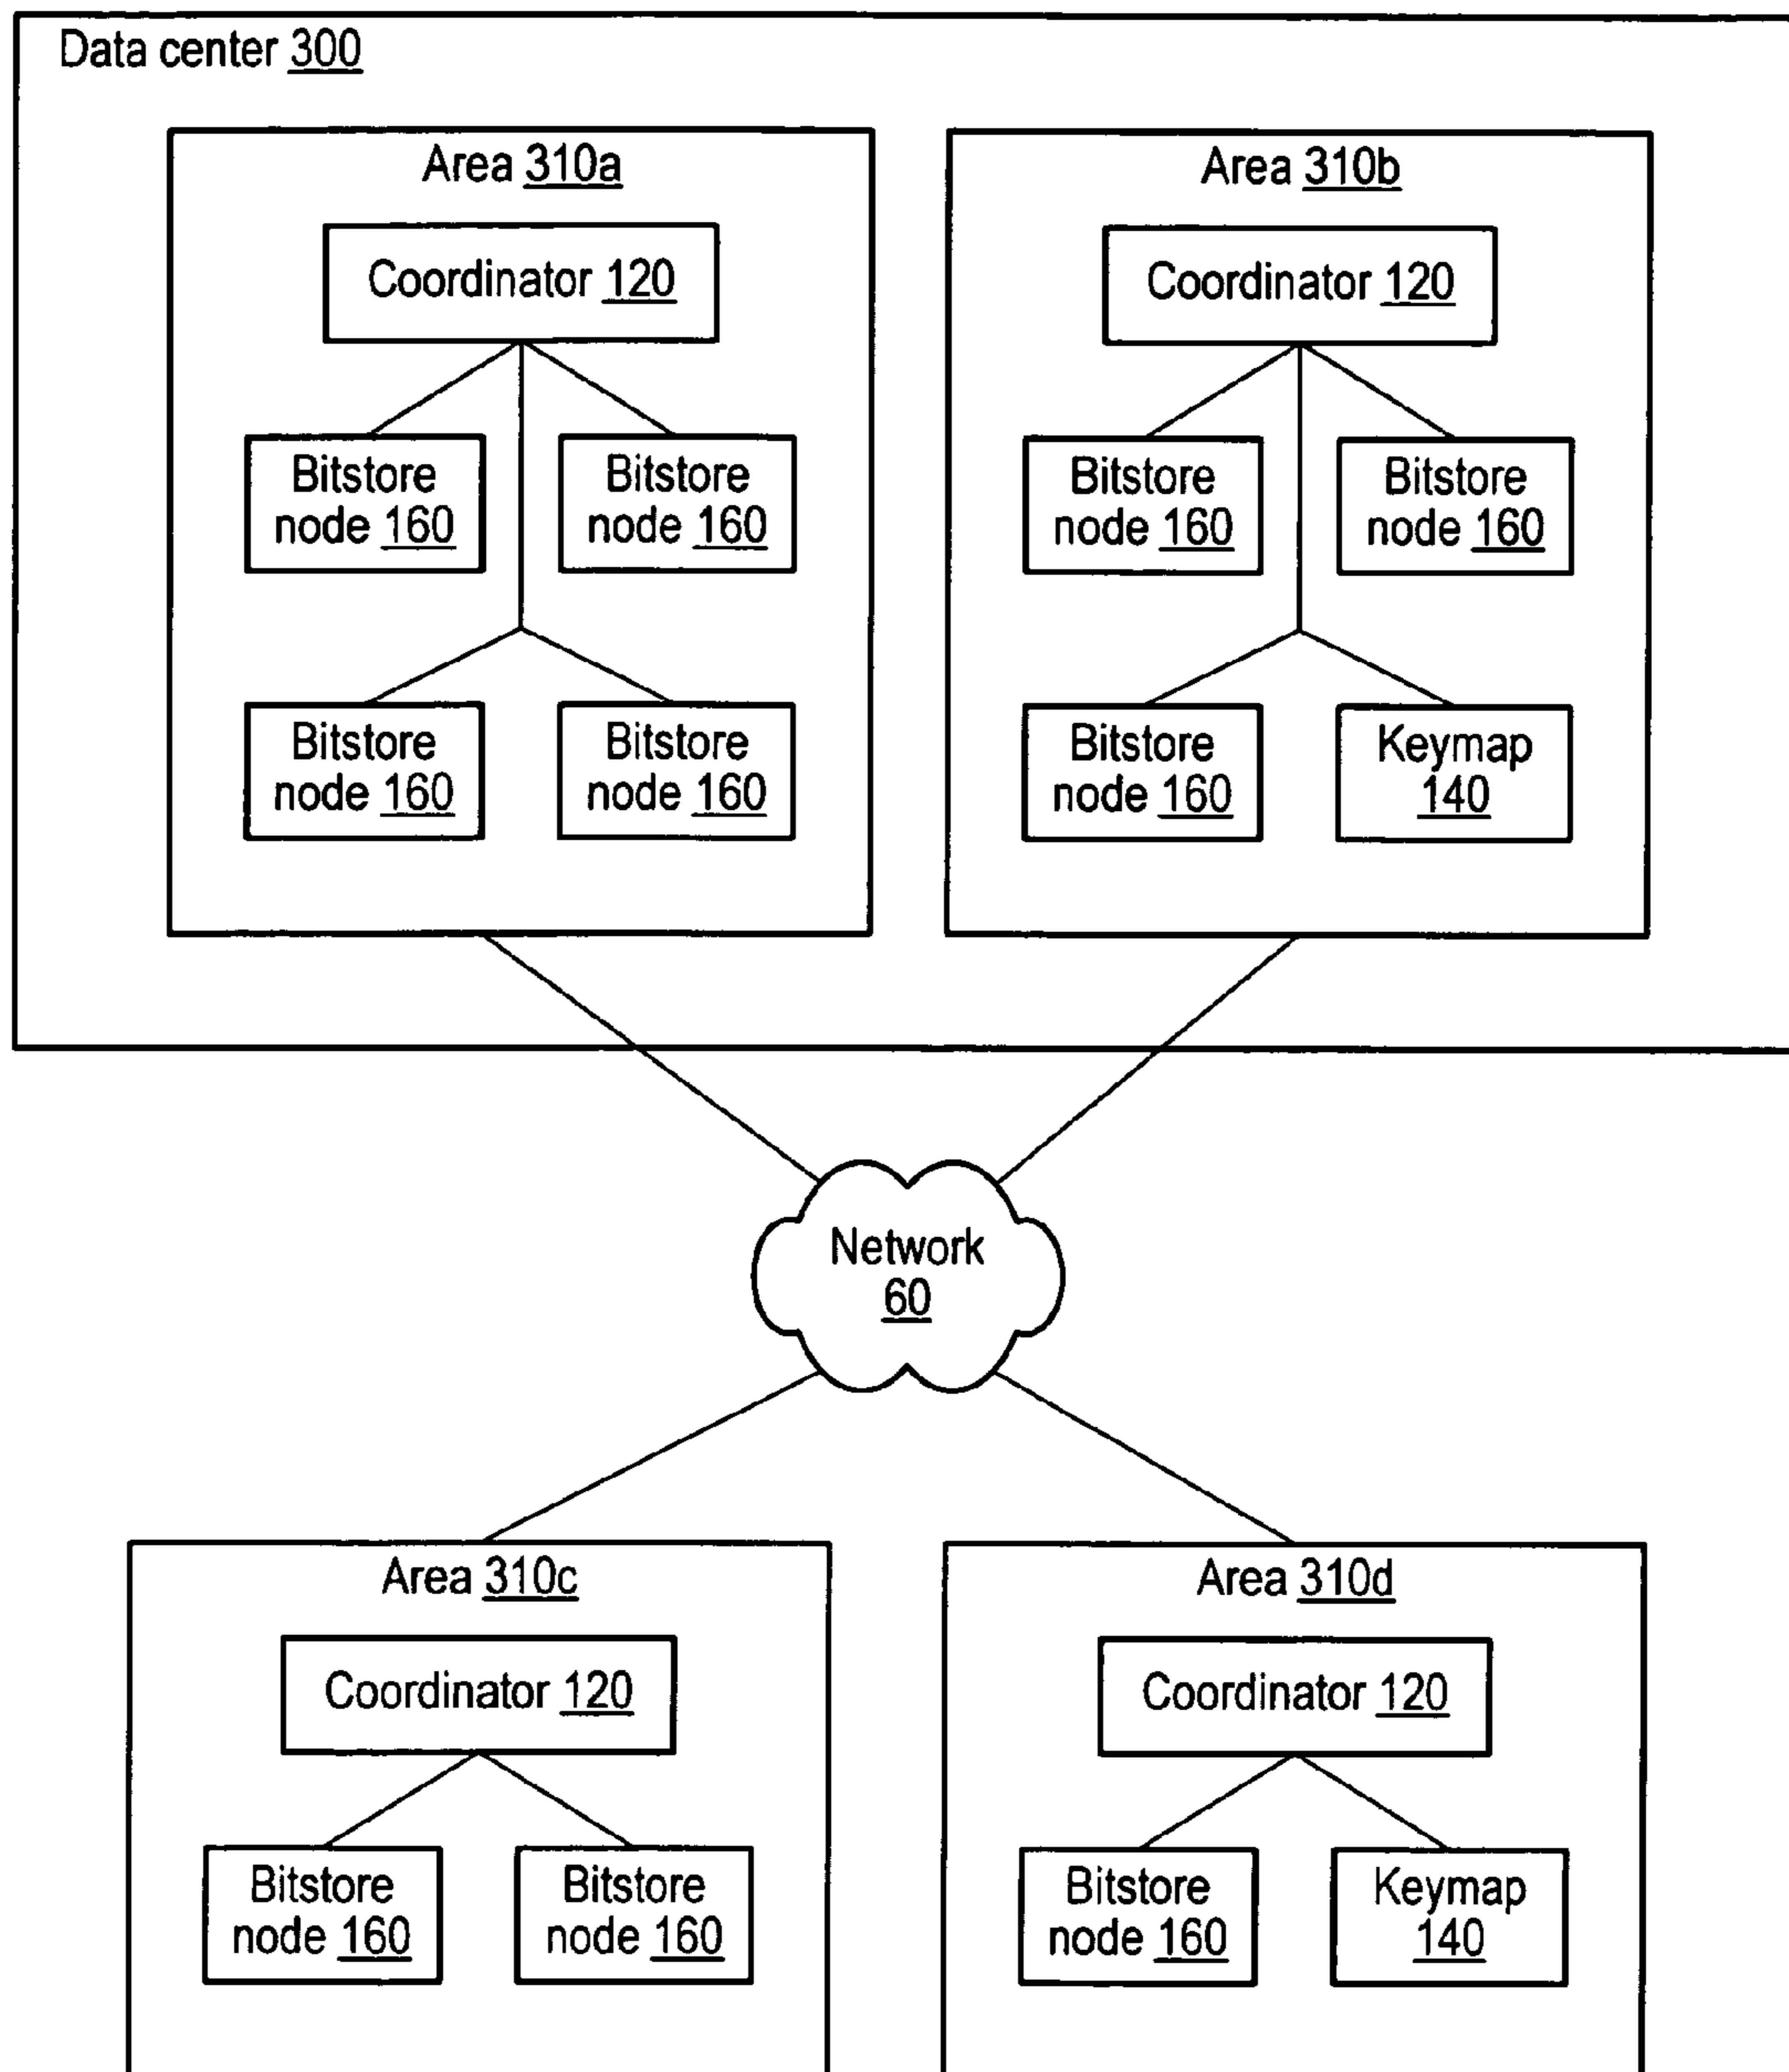 Data center 300
Area 310a
Coordinator 120
Bitstore
node 160
Bitstore
node 160
Bitstore
node 160
Bitstore
node 160
Area 310b
Coordinator 120
Bitstore
node 160
Bitstore
node 160
Bitstore
node 160
Keymap
140
Network
60
Area 310c
Coordinator 120
Bitstore
node 160
Bitstore
node 160
Area 310d
Coordinator 120
Bitstore
node 160
Keymap
140